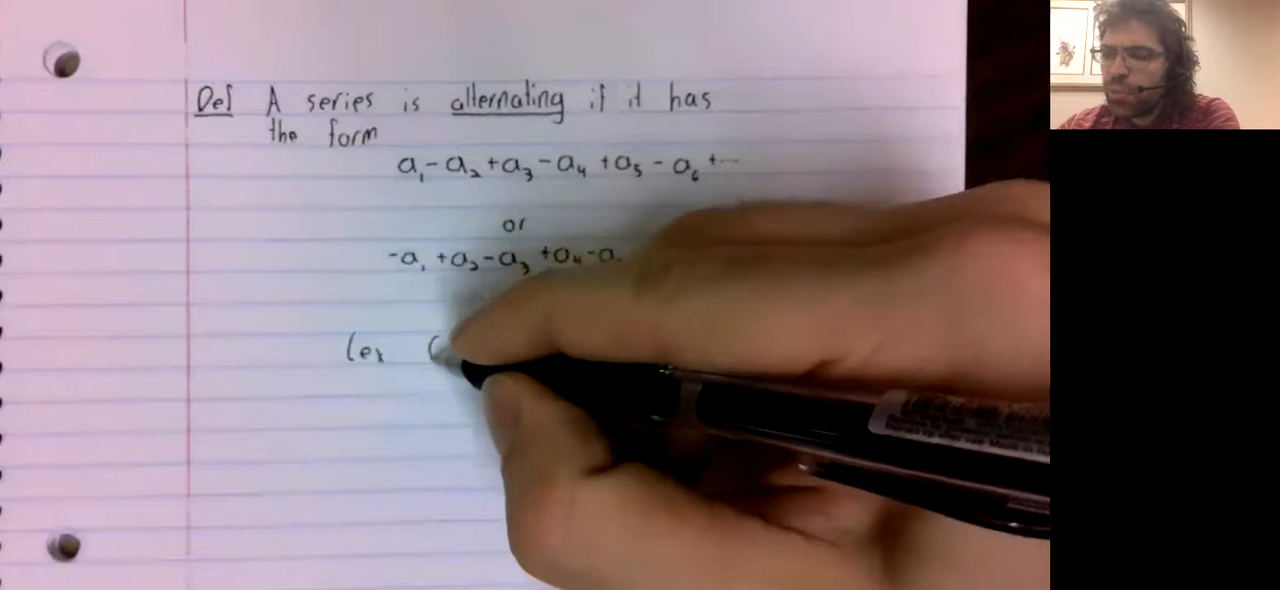 Def A series is alternating if it has
the form
a₁ - a₂ + a₃ - a₄ + a₅ - a₆ + ...
or
-a₁ + a₂ - a₃ + a₄ - a
(ex (